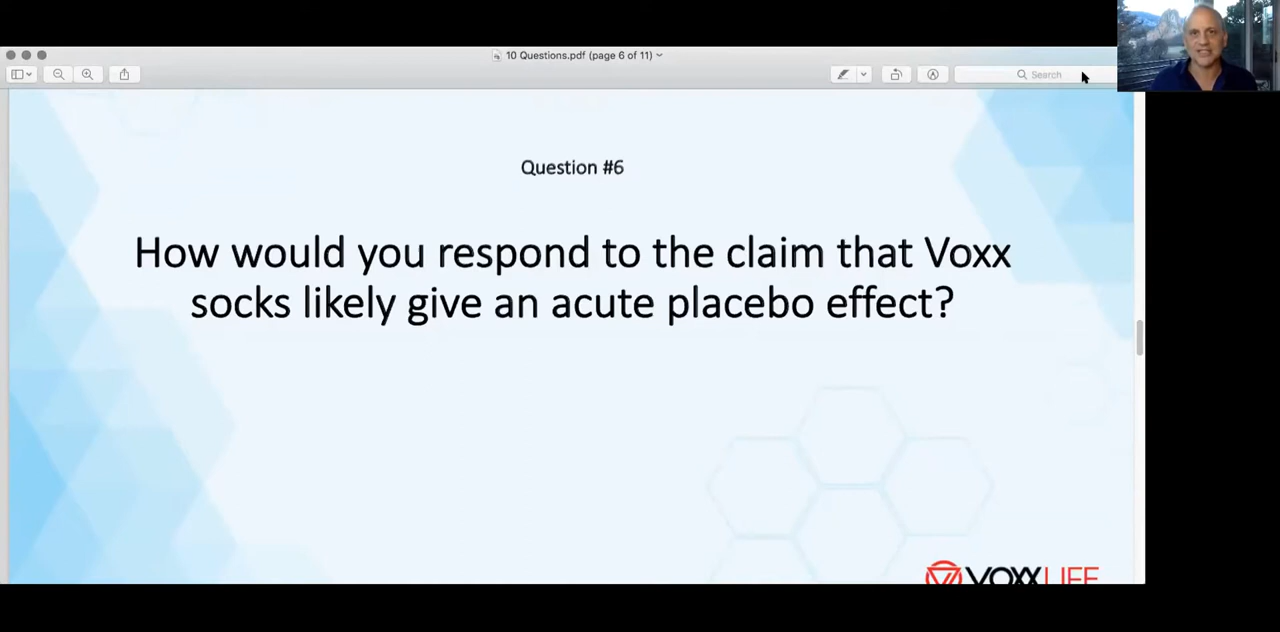 10 Questions.pdf (page 6 of 11)
Search
Question #6
How would you respond to the claim that Voxx
socks likely give an acute placebo effect?
VOXXLIFE